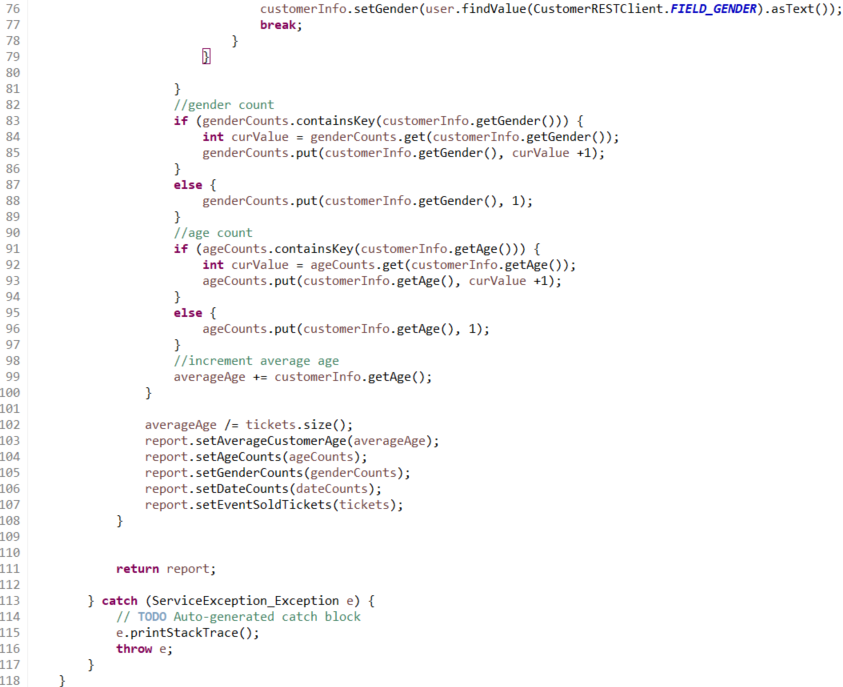 76 customerInfo.setGender(user.findValue(CustomerRESTClient.FIELD_GENDER).asText());
77 break;
78 }
79 }
80
81 }
82 //gender count
83 if (genderCounts.containsKey(customerInfo.getGender())) {
84 int curValue = genderCounts.get(customerInfo.getGender());
85 genderCounts.put(customerInfo.getGender(), curValue +1);
86 }
87 else {
88 genderCounts.put(customerInfo.getGender(), 1);
89 }
90 //age count
91 if (ageCounts.containsKey(customerInfo.getAge())) {
92 int curValue = ageCounts.get(customerInfo.getAge());
93 ageCounts.put(customerInfo.getAge(), curValue +1);
94 }
95 else {
96 ageCounts.put(customerInfo.getAge(), 1);
97 }
98 //increment average age
99 averageAge += customerInfo.getAge();
100 }
101
102 averageAge /= tickets.size();
103 report.setAverageCustomerAge(averageAge);
104 report.setAgeCounts(ageCounts);
105 report.setGenderCounts(genderCounts);
106 report.setDateCounts(dateCounts);
107 report.setEventSoldTickets(tickets);
108 }
109
110
111 return report;
112
113 } catch (ServiceException_Exception e) {
114 // TODO Auto-generated catch block
115 e.printStackTrace();
116 throw e;
117 }
118 }